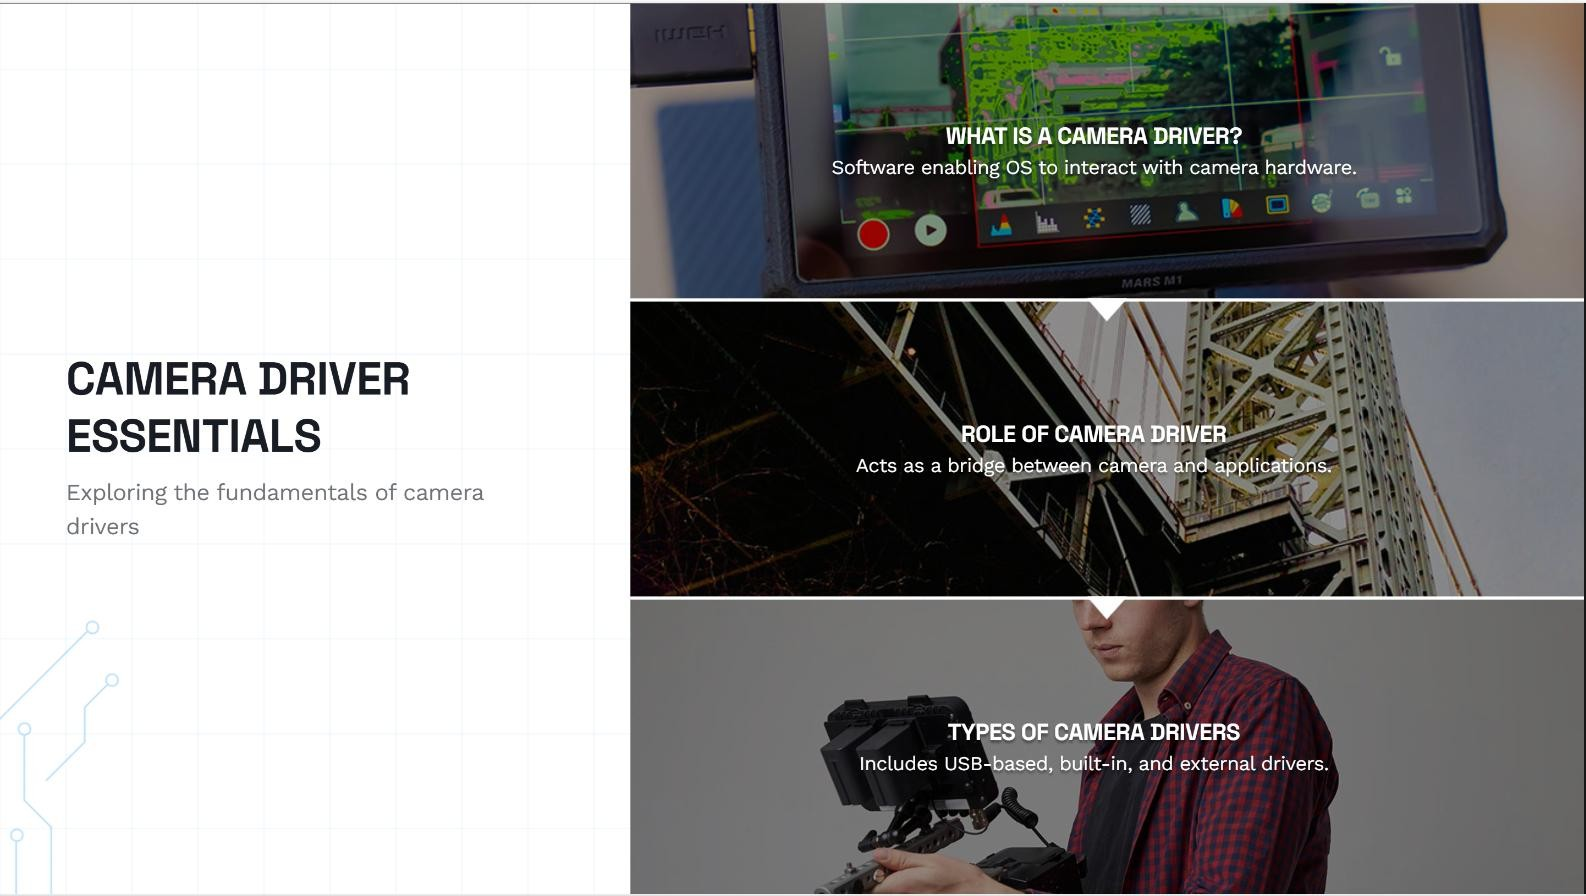 CAMERA DRIVER
ESSENTIALS
Exploring the fundamentals of camera
drivers
HDMI
WHAT IS A CAMERA DRIVER?
Software enabling OS to interact with camera hardware.
MARS M1
ROLE OF CAMERA DRIVER
Acts as a bridge between camera and applications.
TYPES OF CAMERA DRIVERS
Includes USB-based, built-in, and external drivers.